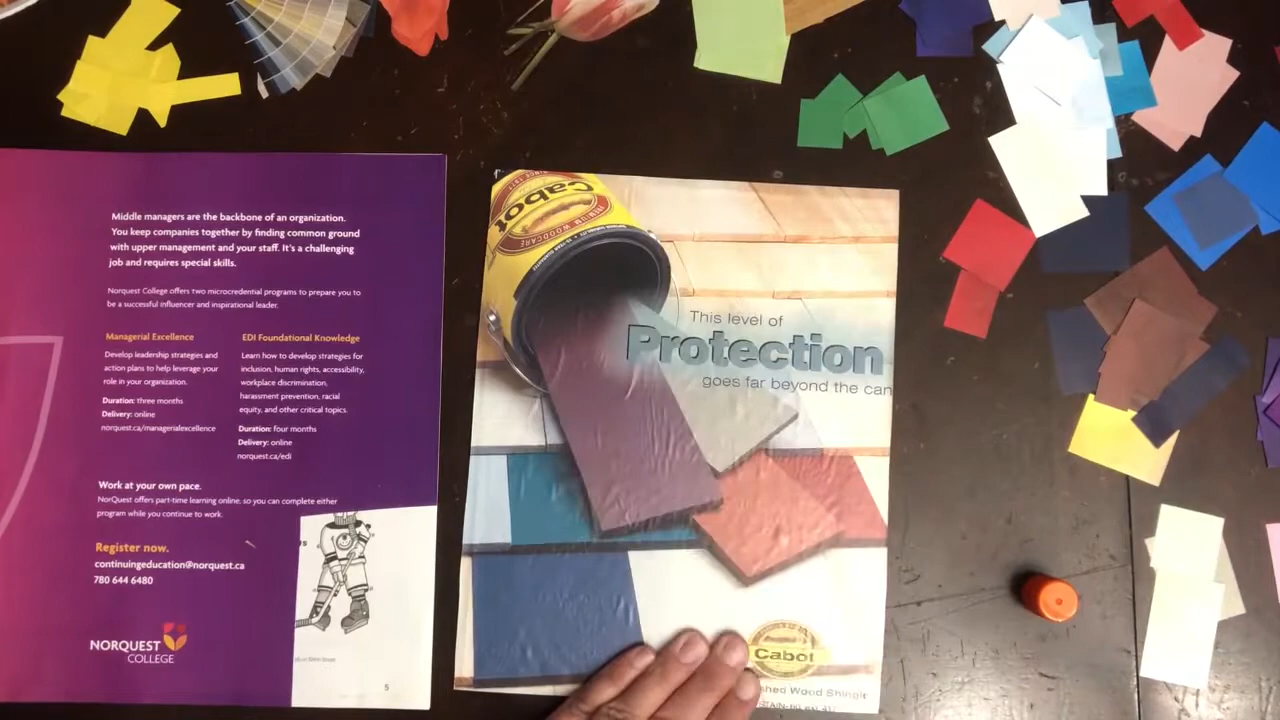 Middle managers are the backbone of an organization.
You keep companies together by finding common ground
with upper management and your staff. It's a challenging
job and requires special skills.
NorQuest College offers two microcredential programs to prepare you to
be a successful influencer and inspirational leader.
Managerial Excellence
Develop leadership strategies and
action plans to help leverage your
role in your organization.
Duration: three months
Delivery: online
norquest.ca/managerialexcellence
EDI Foundational Knowledge
Learn how to develop strategies for
inclusion, human rights, accessibility,
workplace discrimination,
harassment prevention, racial
equity, and other critical topics.
Duration: four months
Delivery: online
norquest.ca/edi
Work at your own pace.
NorQuest offers part-time learning online, so you can complete either
program while you continue to work.
Register now.
continuingeducation@norquest.ca
780 644 6480
NORQUEST
COLLEGE
5
Cabot
PREMIUM WOODCARE
This level of
Protection
goes far beyond the can
Cabot
hed Wood Shingle